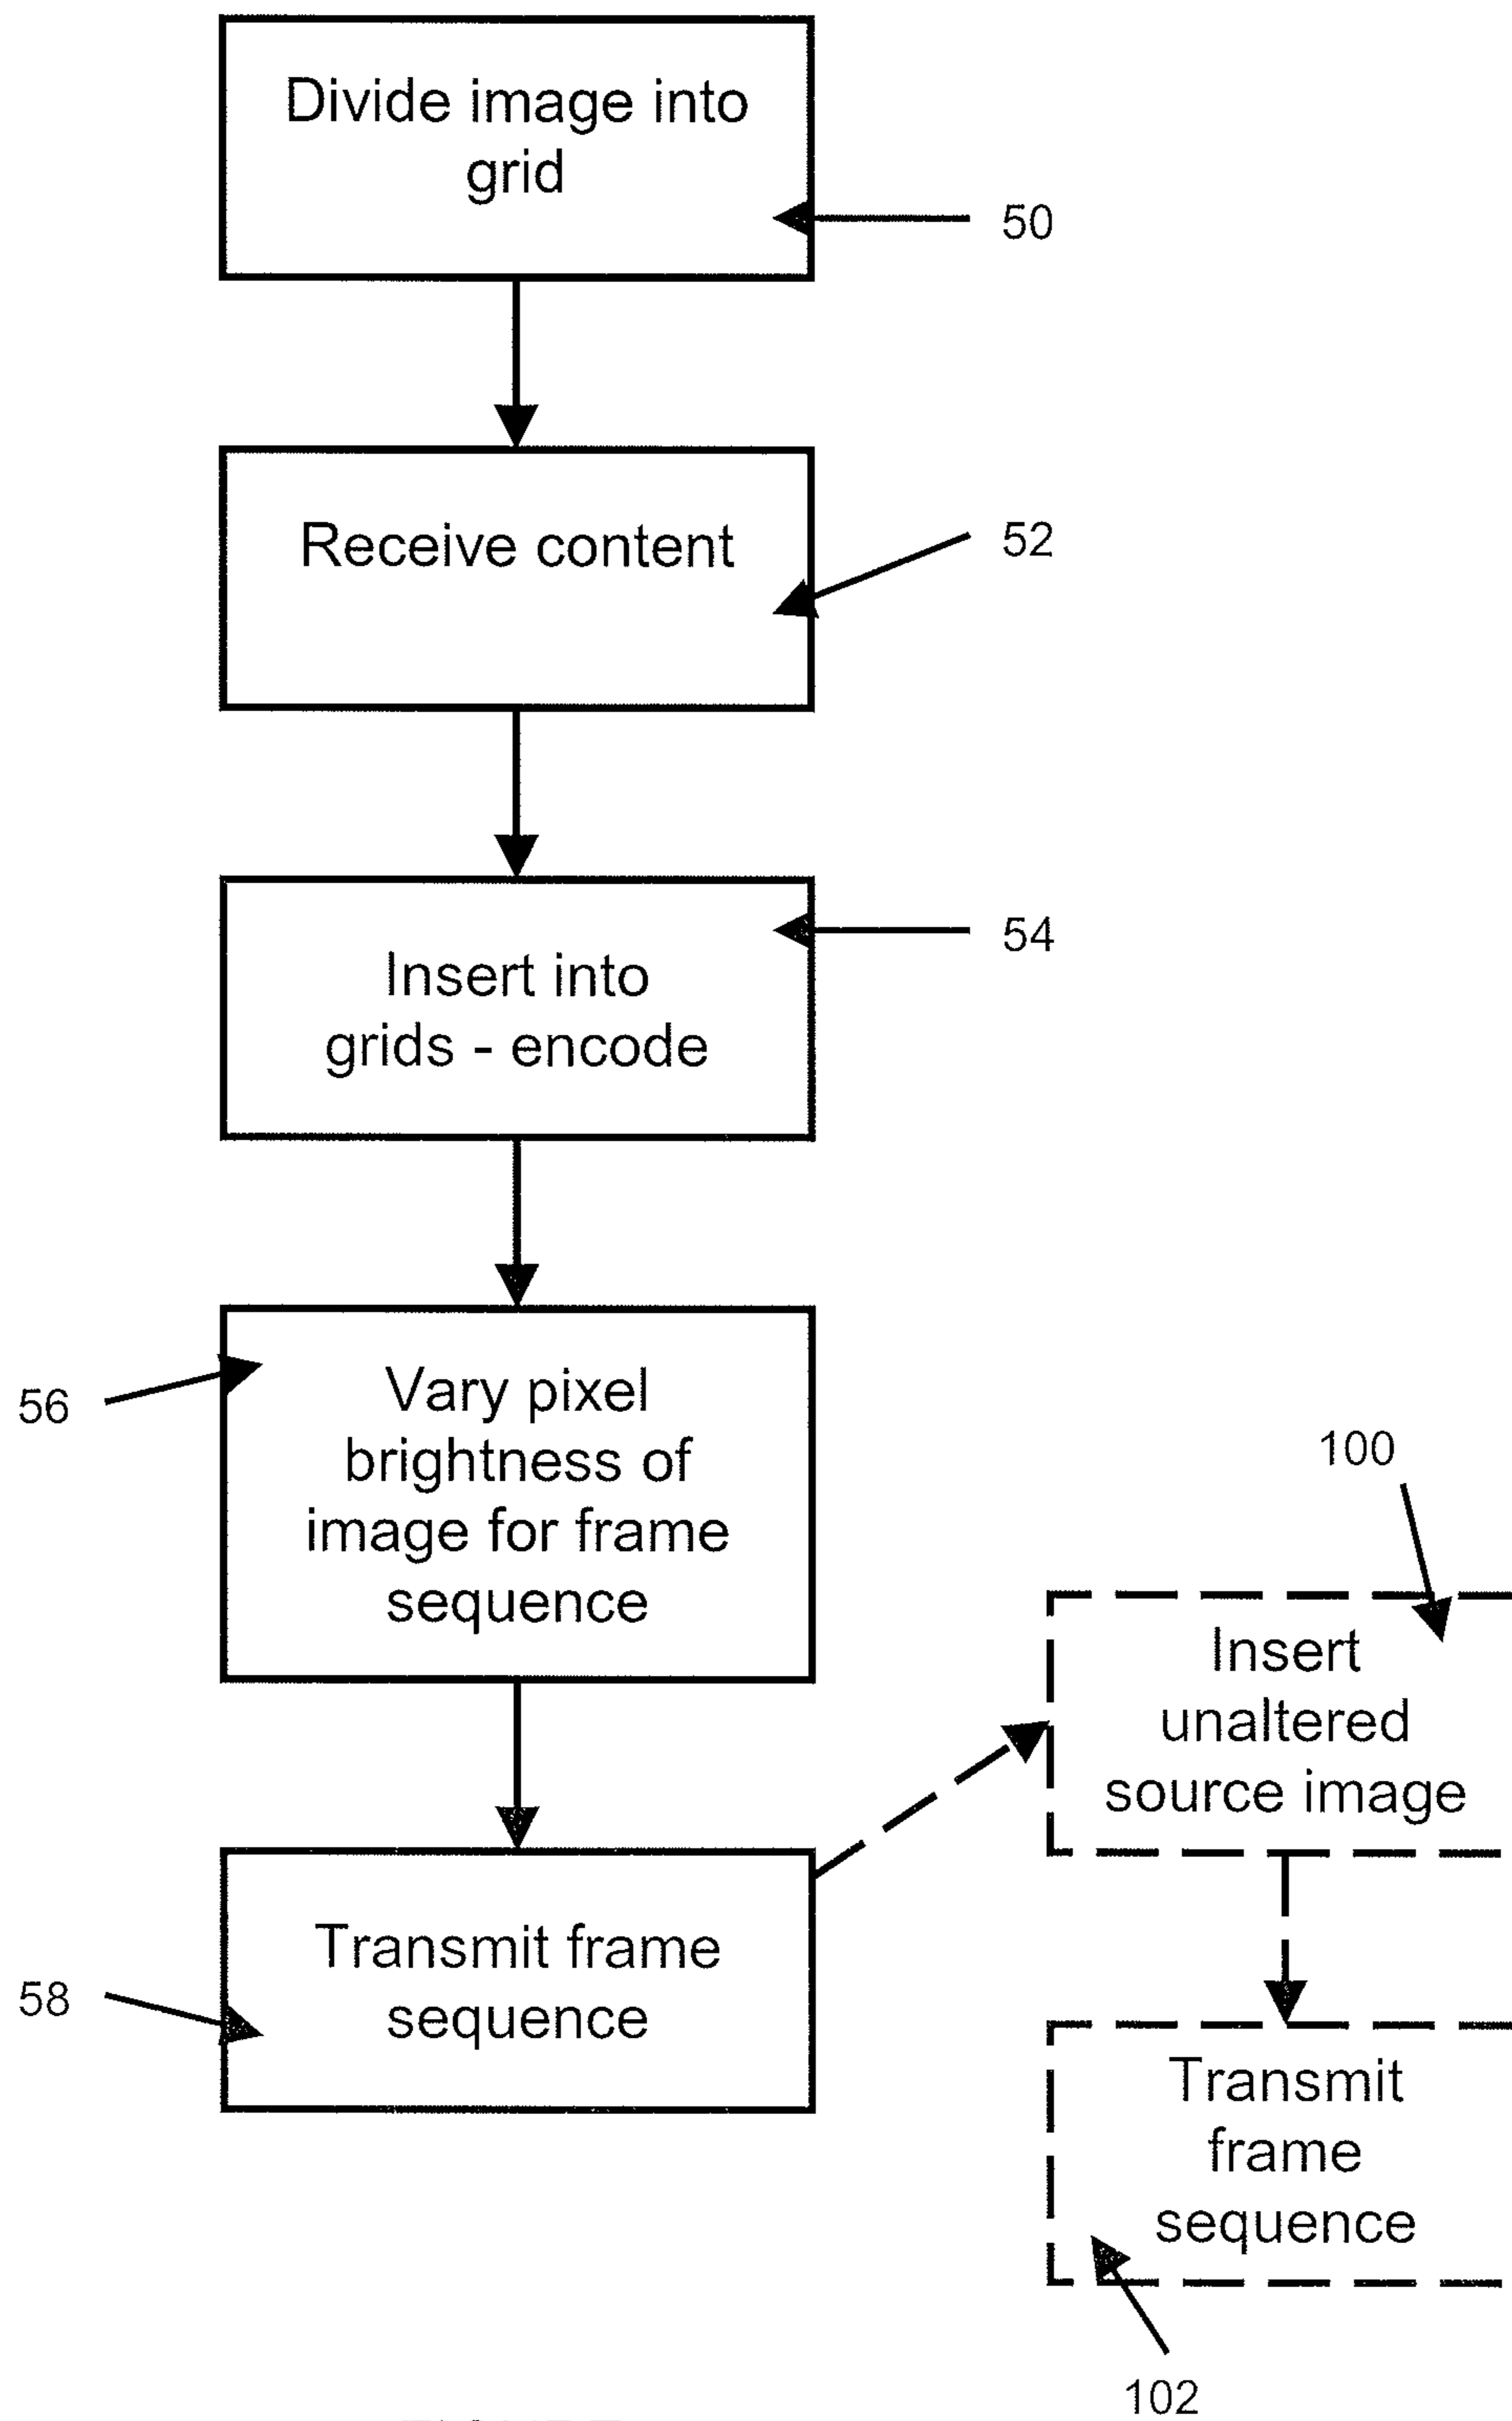 Divide image into
grid
50
Receive content
52
54
Insert into
grids - encode
56
Vary pixel
brightness of
image for frame
sequence
100
Insert
unaltered
source image
58
Transmit frame
sequence
Transmit
frame
sequence
102